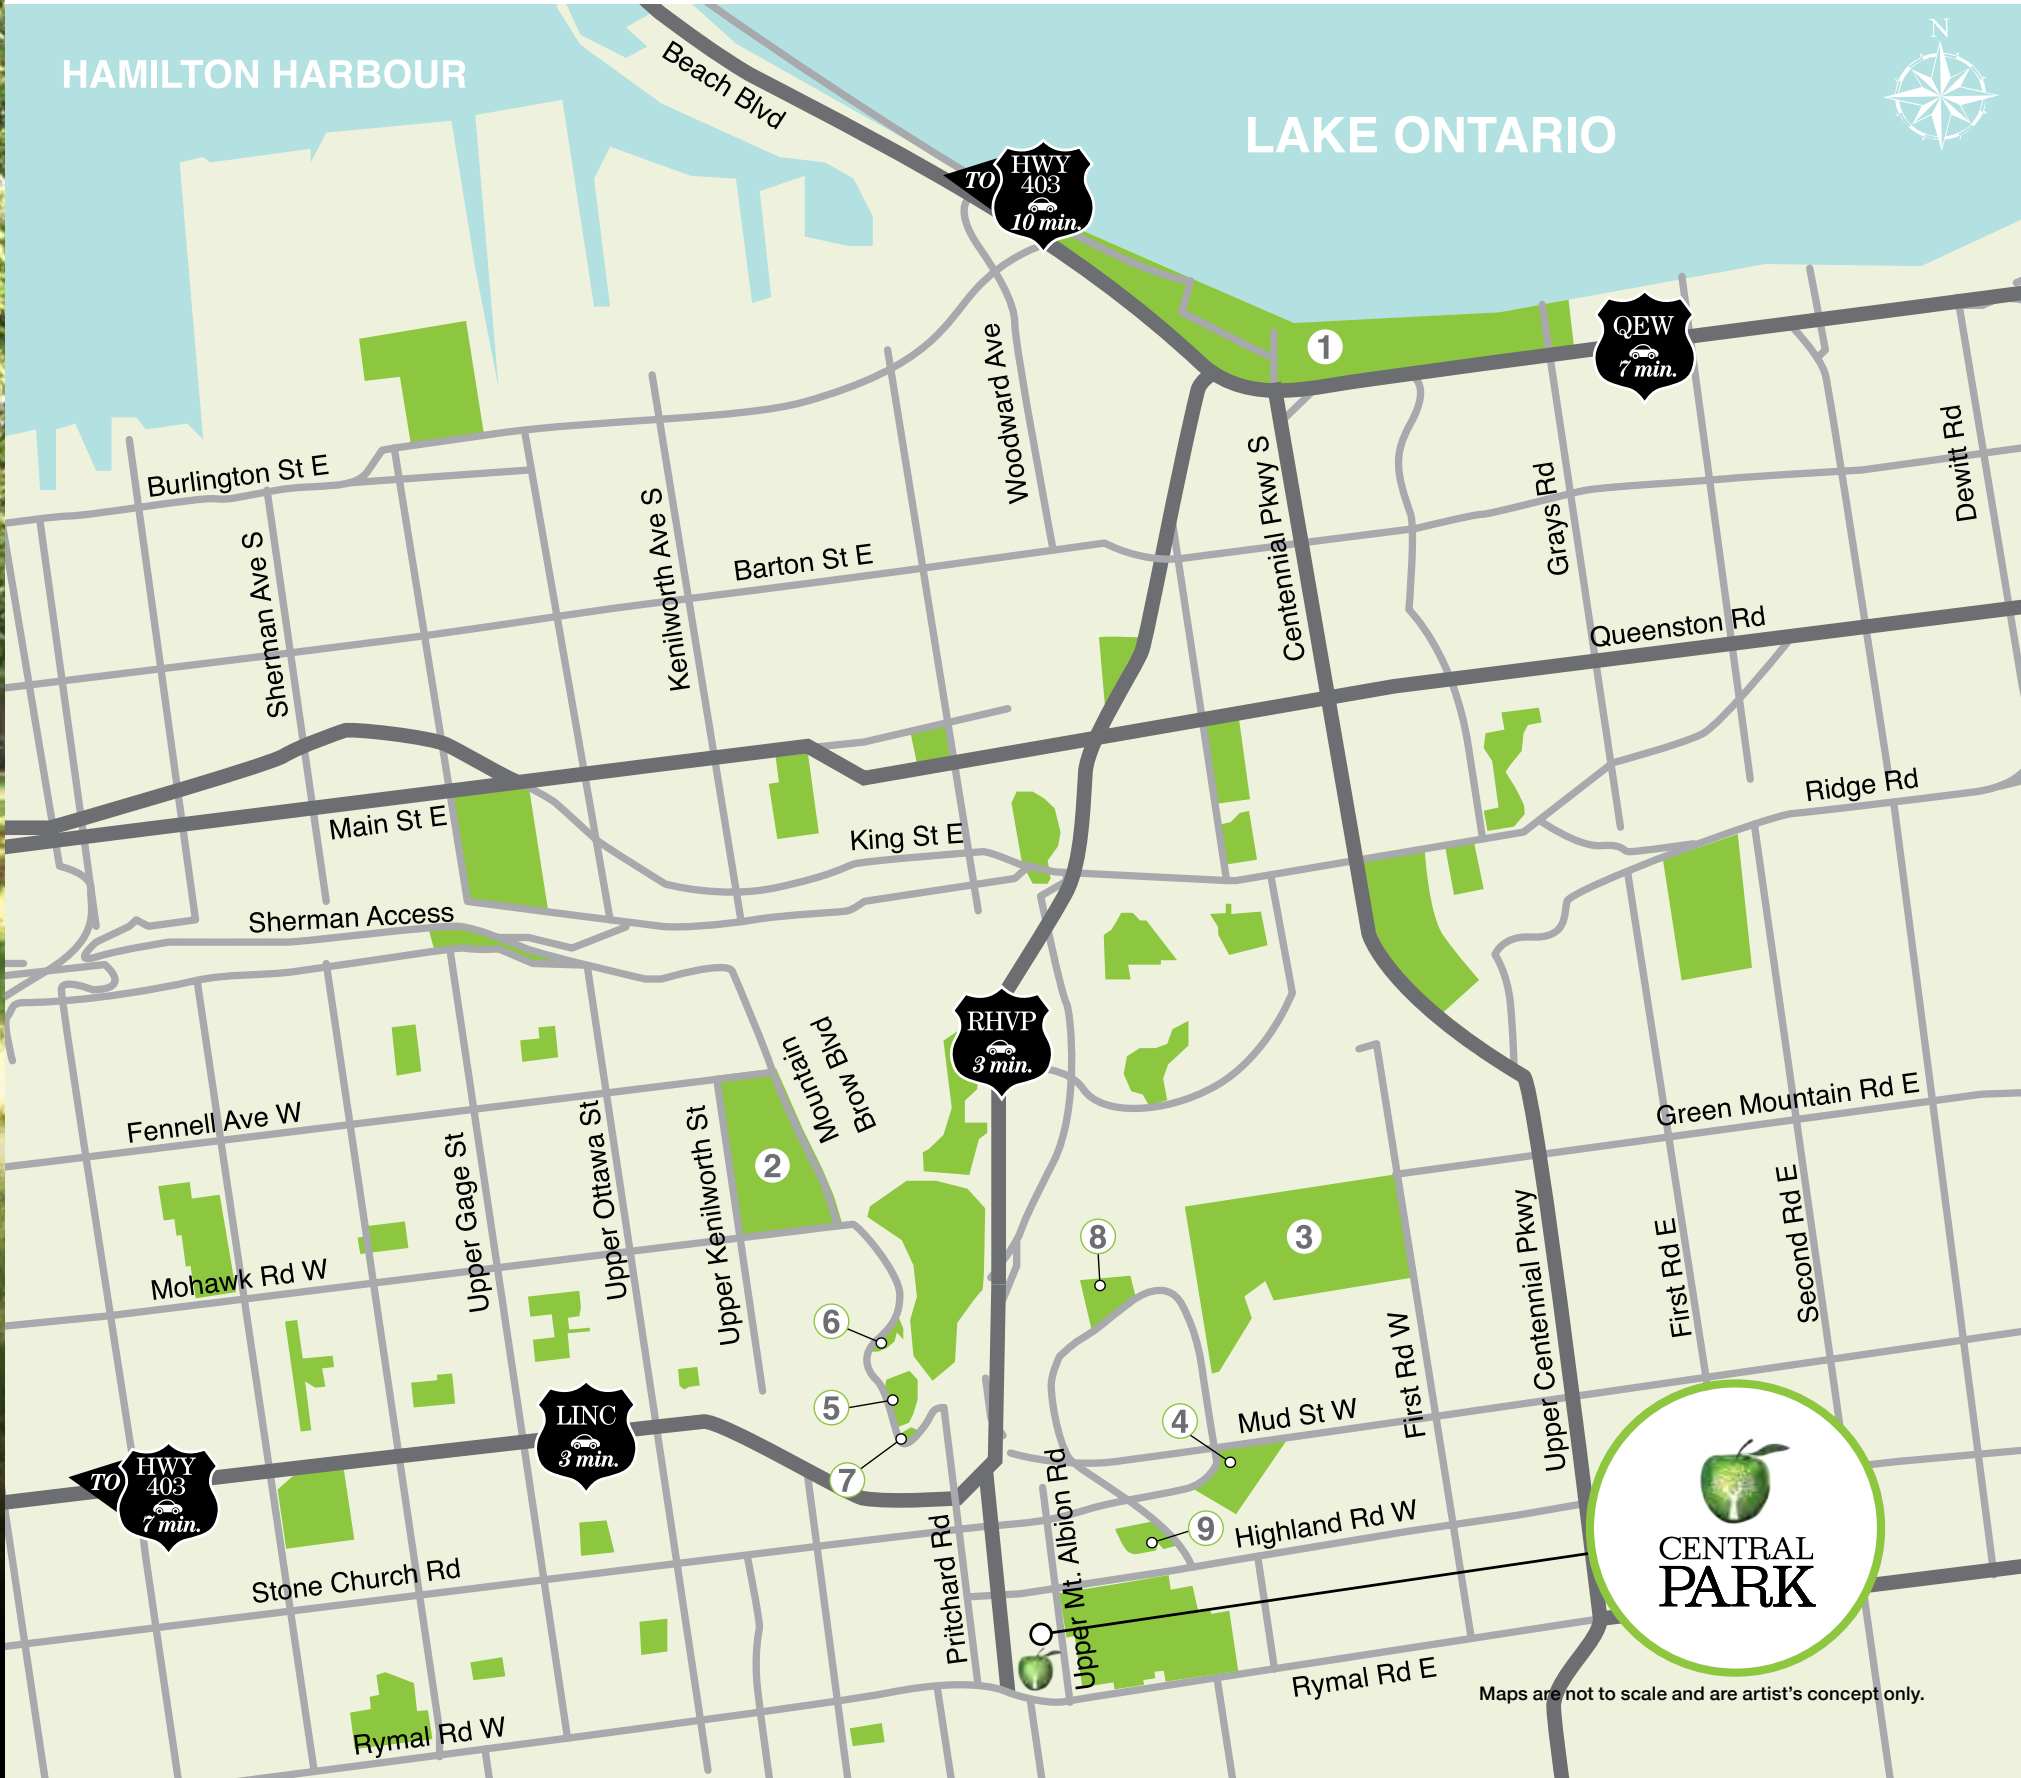 N
HAMILTON HARBOUR
LAKE ONTARIO
Beach Blvd
TO
HWY
403
10 min.
QEW
7 min.
1
Woodward Ave
Centennial Pkwy S
Grays Rd
Dewitt Rd
Burlington St E
Sherman Ave S
Kenilworth Ave S
Barton St E
Queenston Rd
Ridge Rd
Main St E
King St E
Sherman Access
RHVP
3 min.
Mountain
Brow Blvd
Fennell Ave W
Green Mountain Rd E
Upper Gage St
Upper Ottawa St
Upper Kenilworth St
2
3
8
Mohawk Rd W
Upper Centennial Pkwy
First Rd E
Second Rd E
6
5
7
4
First Rd W
Mud St W
LINC
3 min.
TO
HWY
403
7 min.
Highland Rd W
9
Pritchard Rd
Upper Mt. Albion Rd
Stone Church Rd
CENTRAL
PARK
Rymal Rd E
Rymal Rd W
Maps are not to scale and are artist's concept only.